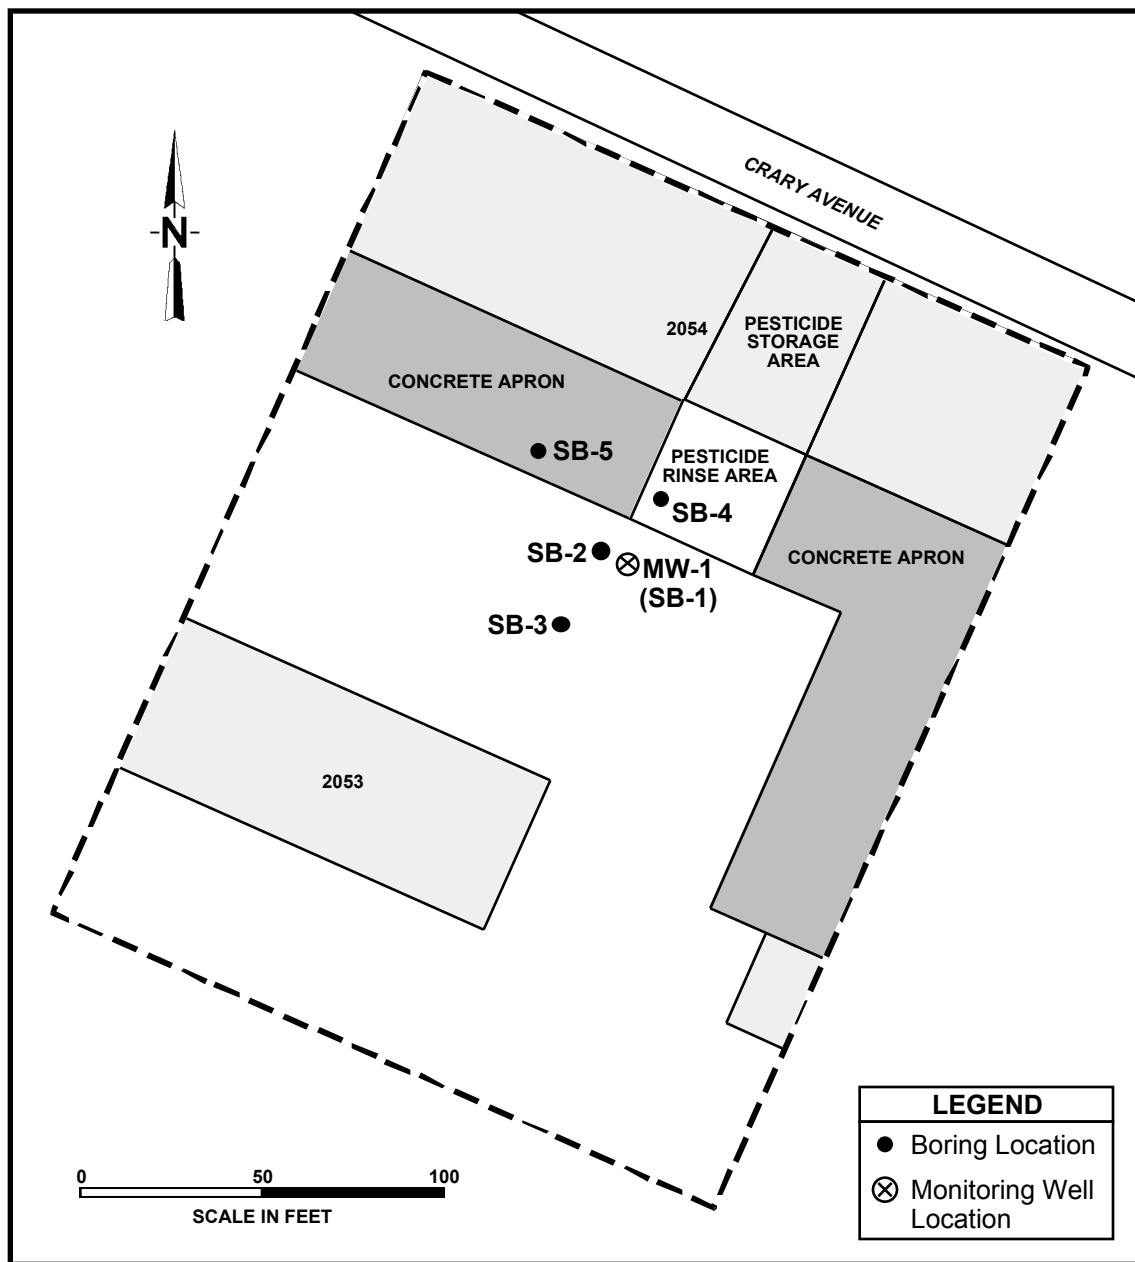 CRARY AVENUE
N
2054
PESTICIDE
STORAGE
AREA
CONCRETE APRON
SB-5
PESTICIDE
RINSE AREA
SB-4
SB-2
MW-1
(SB-1)
CONCRETE APRON
SB-3
2053
0 50 100
SCALE IN FEET
LEGEND
Boring Location
Monitoring Well
Location